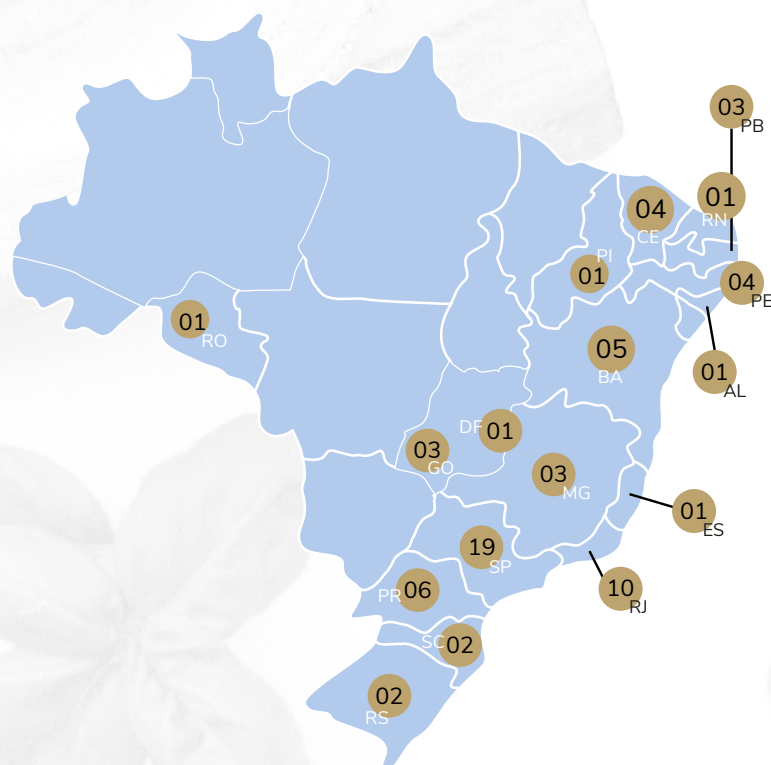 03
PB
01
RN
04
CE
PI
01
04
PE
01
RO
05
BA
01
AL
DF 01
03
GO
03
MG
01
ES
19
SP
10
RJ
PR 06
SC 02
02
RS